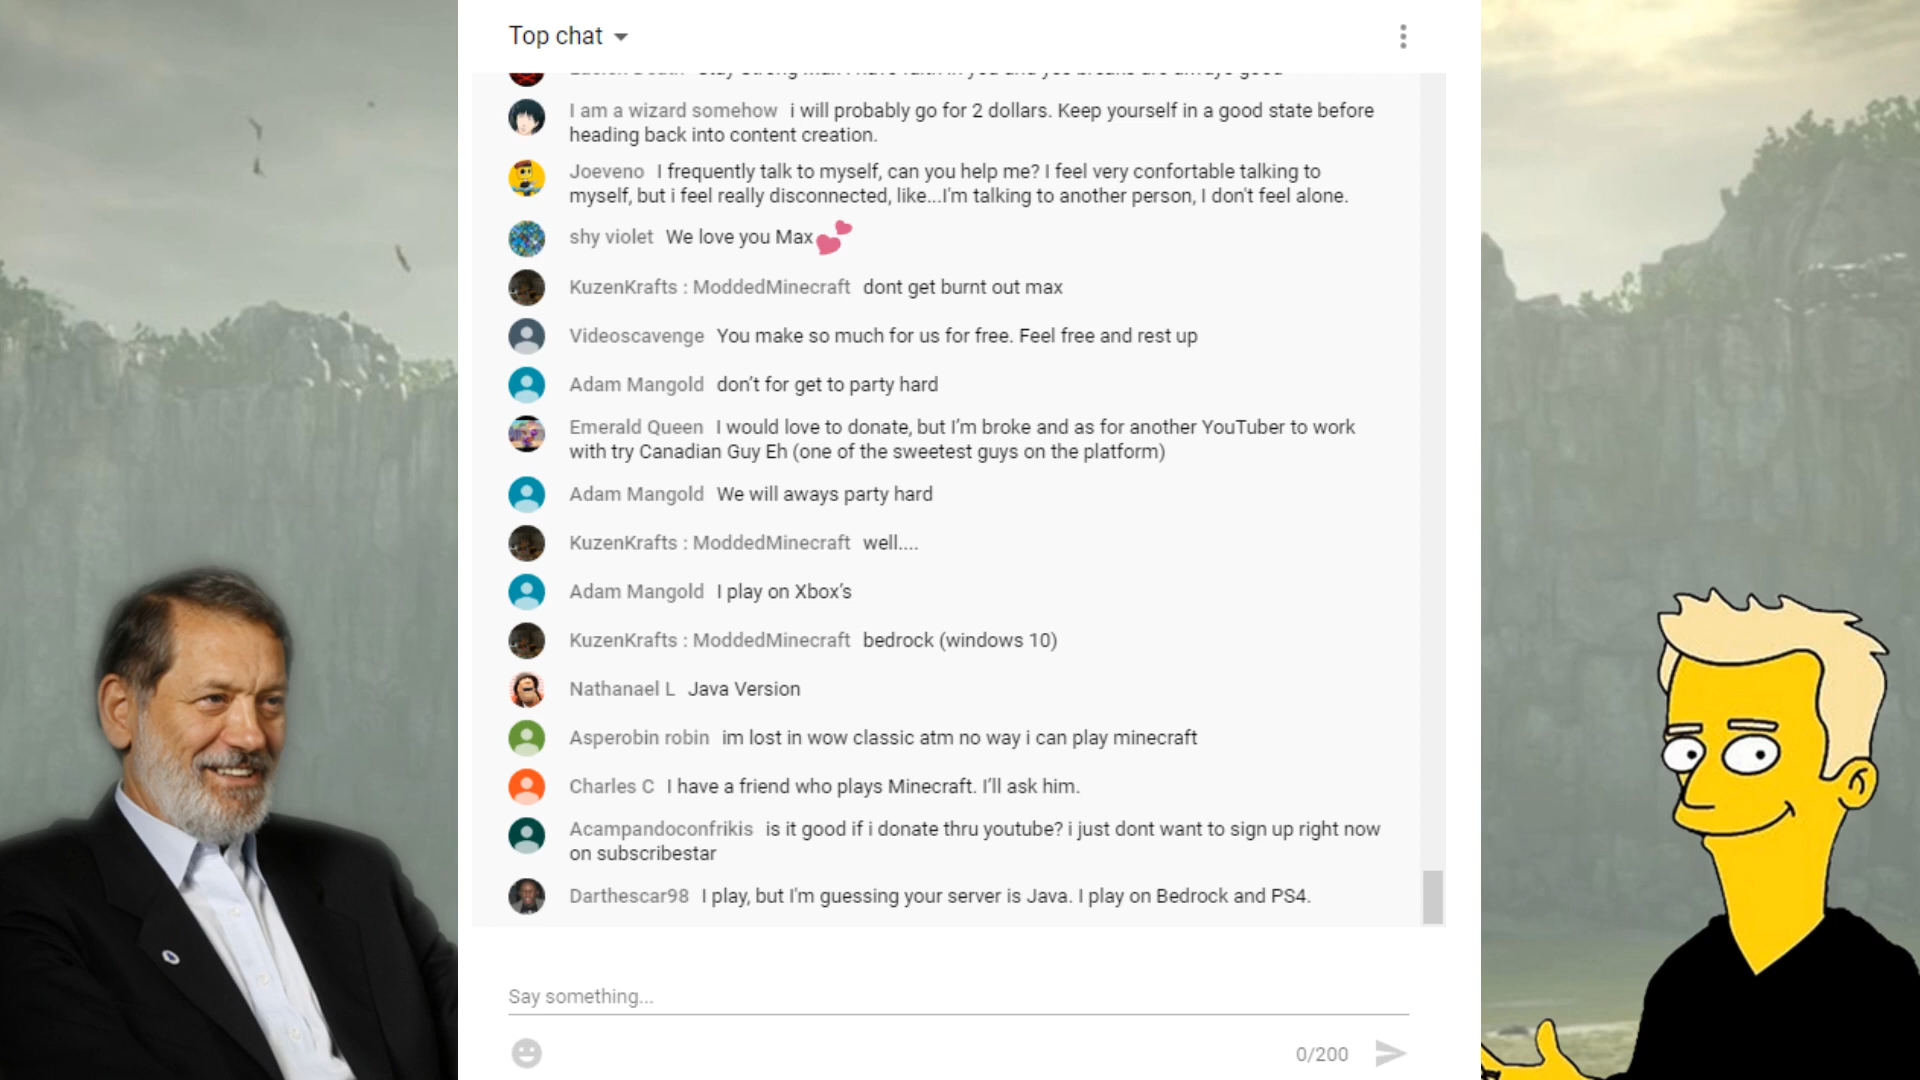 Top chat
I am a wizard somehow i will probably go for 2 dollars. Keep yourself in a good state before
heading back into content creation.
Joeveno I frequently talk to myself, can you help me? I feel very confortable talking to
myself, but i feel really disconnected, like...I'm talking to another person, I don't feel alone.
shy violet We love you Max💕
KuzenKrafts : ModdedMinecraft dont get burnt out max
Videoscavenge You make so much for us for free. Feel free and rest up
Adam Mangold don't for get to party hard
Emerald Queen I would love to donate, but I'm broke and as for another YouTuber to work
with try Canadian Guy Eh (one of the sweetest guys on the platform)
Adam Mangold We will aways party hard
KuzenKrafts : ModdedMinecraft well....
Adam Mangold I play on Xbox's
KuzenKrafts : ModdedMinecraft bedrock (windows 10)
Nathanael L Java Version
Asperobin robin im lost in wow classic atm no way i can play minecraft
Charles C I have a friend who plays Minecraft. I'll ask him.
Acampandoconfrikis is it good if i donate thru youtube? i just dont want to sign up right now
on subscribestar
Darthescar98 I play, but I'm guessing your server is Java. I play on Bedrock and PS4.
Say something...
0/200